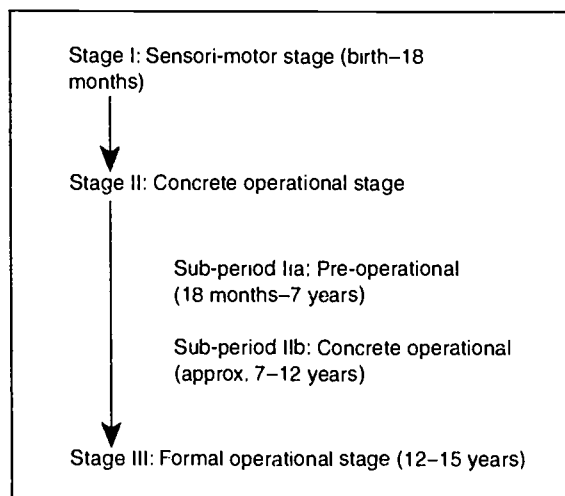 Stage I: Sensori-motor stage (birth–18
months)
Stage II: Concrete operational stage
Sub-period IIa: Pre-operational
(18 months–7 years)
Sub-period IIb: Concrete operational
(approx. 7–12 years)
Stage III: Formal operational stage (12–15 years)